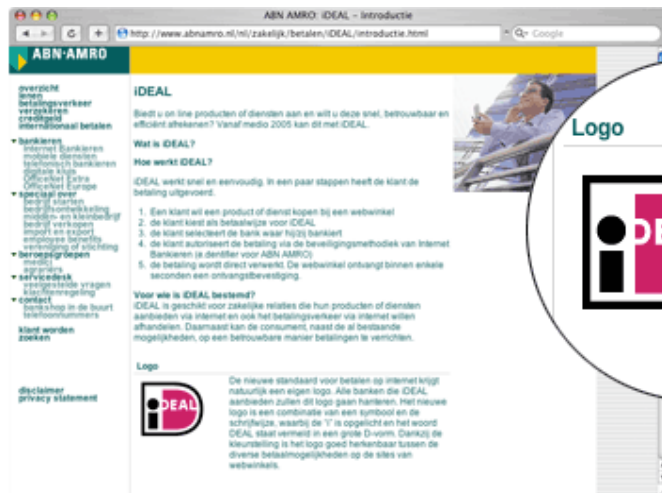 ABN AMRO: iDEAL - Introductie
http://www.abnamro.nl/nl/zakelijk/betalen/iDEAL/introductie.html
Google
ABN·AMRO
overzicht
lenen
betalingsverkeer
verzekeren
creditgeld
internationaal betalen
bankieren
Internet Bankieren
mobiele diensten
telefonisch bankieren
digitale kluis
OfficeNet Extra
OfficeNet Europe
speciaal over
bedrijf starten
bedrijfsontwikkeling
midden- en kleinbedrijf
bedrijf verkopen
import en export
employee benefits
vereniging of stichting
beroepsgroepen
medici
agrariërs
servicedesk
veelgestelde vragen
klachtenregeling
contact
bankshop in de buurt
telefoonnummers
klant worden
zoeken
disclaimer
privacy statement
iDEAL
Biedt u on line producten of diensten aan en wilt u deze snel, betrouwbaar en
efficiënt afrekenen? Vanaf medio 2005 kan dit met iDEAL.
Wat is iDEAL?
Hoe werkt iDEAL?
iDEAL werkt snel en eenvoudig. In een paar stappen heeft de klant de
betaling uitgevoerd.
1. Een klant wil een product of dienst kopen bij een webwinkel
2. de klant kiest als betaalwijze voor iDEAL
3. de klant selecteert de bank waar hij/zij bankiert
4. de klant autoriseert de betaling via de beveiligingsmethodiek van Internet
Bankieren (e.dentifier voor ABN AMRO)
5. de betaling wordt direct verwerkt. De webwinkel ontvangt binnen enkele
seconden een ontvangstbevestiging.
Voor wie is iDEAL bestemd?
iDEAL is geschikt voor zakelijke relaties die hun producten of diensten
aanbieden via internet en ook het betalingsverkeer via internet willen
afhandelen. Daarnaast kan de consument, naast de al bestaande
mogelijkheden, op een betrouwbare manier betalingen te verrichten.
Logo
iDEAL
De nieuwe standaard voor betalen op internet krijgt
natuurlijk een eigen logo. Alle banken die iDEAL
aanbieden zullen dit logo gaan hanteren. Het nieuwe
logo is een combinatie van een symbool en de
schrijfwijze, waarbij de "i" is opgelicht en het woord
DEAL staat vermeld in een grote D-vorm. Dankzij de
kleurstelling is het logo goed herkenbaar tussen de
diverse betaalmogelijkheden op de sites van
webwinkels.
Logo
iDEA